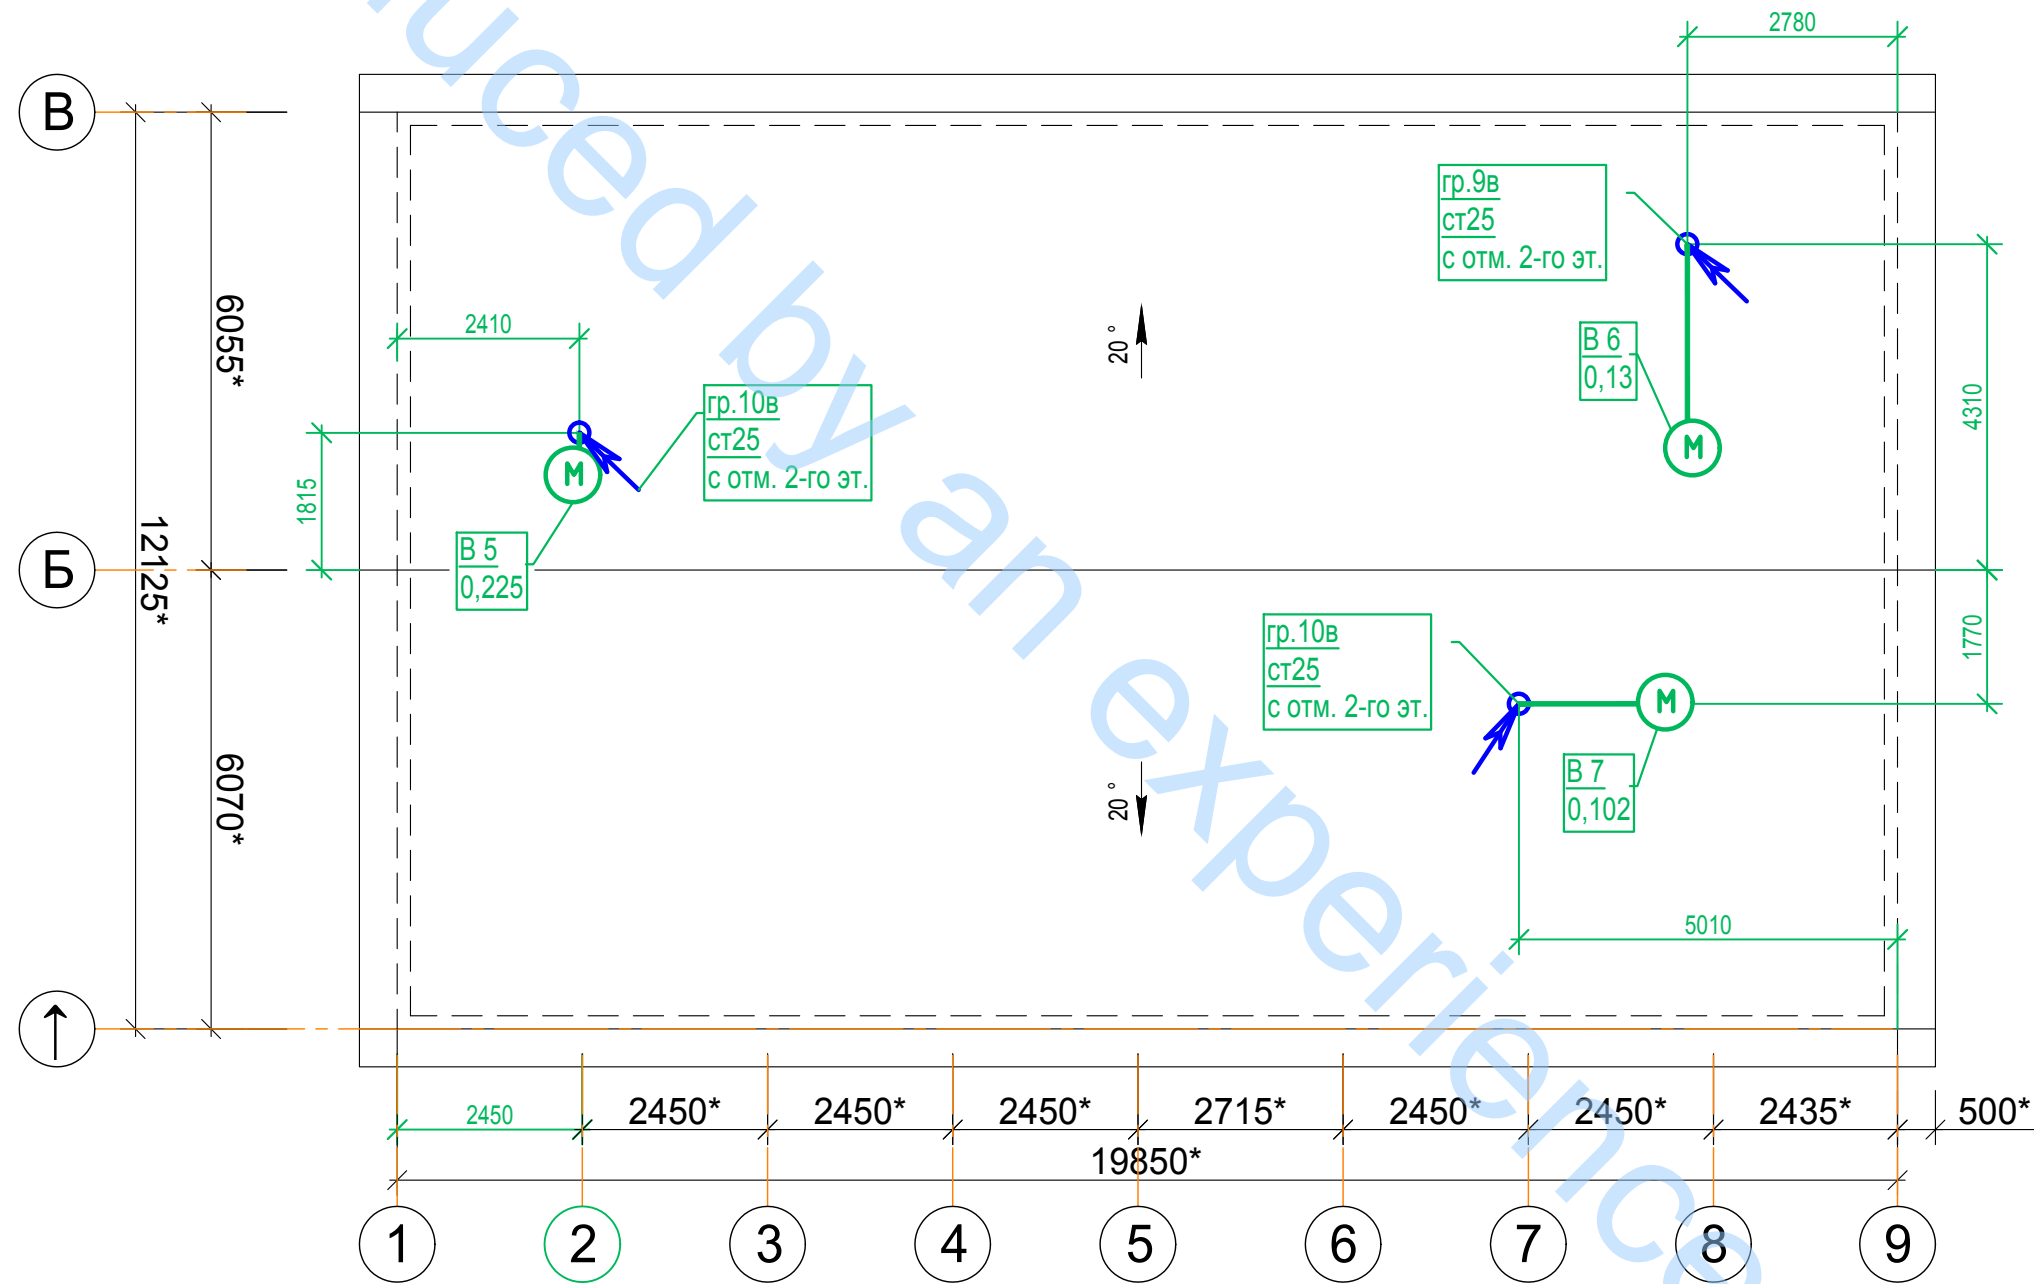 2780
В
гр.9в
ст25
с отм. 2-го эт.
6055*
2410
20 °
В 6
0,13
4310
гр.10в
ст25
с отм. 2-го эт.
М
М
1815
В 5
0,225
Б
12125*
гр.10в
ст25
с отм. 2-го эт.
1770
М
6070*
20 °
В 7
0,102
5010
2450
2450*
2450*
2450*
2715*
2450*
2450*
2435*
500*
19850*
1
2
3
4
5
6
7
8
9
uced by an experience